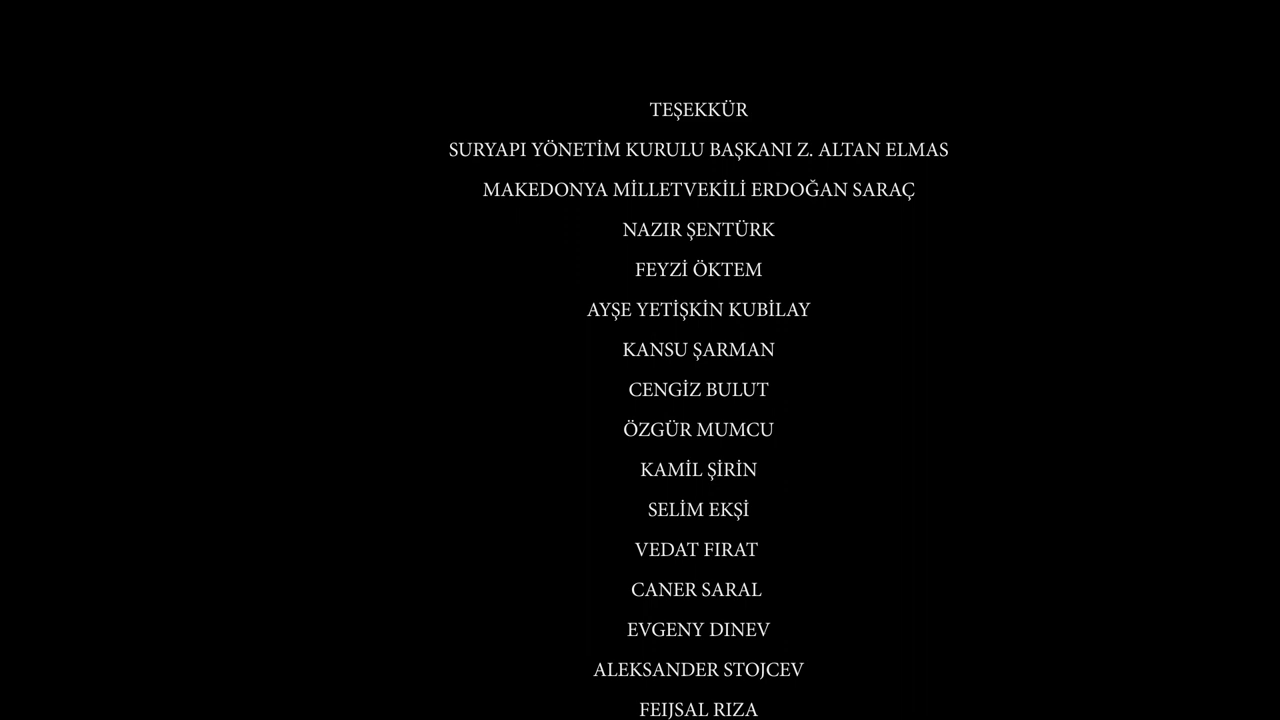 TEŞEKKÜR
SURYAPI YÖNETİM KURULU BAŞKANI Z. ALTAN ELMAS
MAKEDONYA MİLLETVEKİLİ ERDOĞAN SARAÇ
NAZIR ŞENTÜRK
FEYZİ ÖKTEM
AYŞE YETİŞKİN KUBİLAY
KANSU ŞARMAN
CENGİZ BULUT
ÖZGÜR MUMCU
KAMİL ŞİRİN
SELİM EKŞİ
VEDAT FIRAT
CANER SARAL
EVGENY DINEV
ALEKSANDER STOJCEV
FEIJSAL RIZA